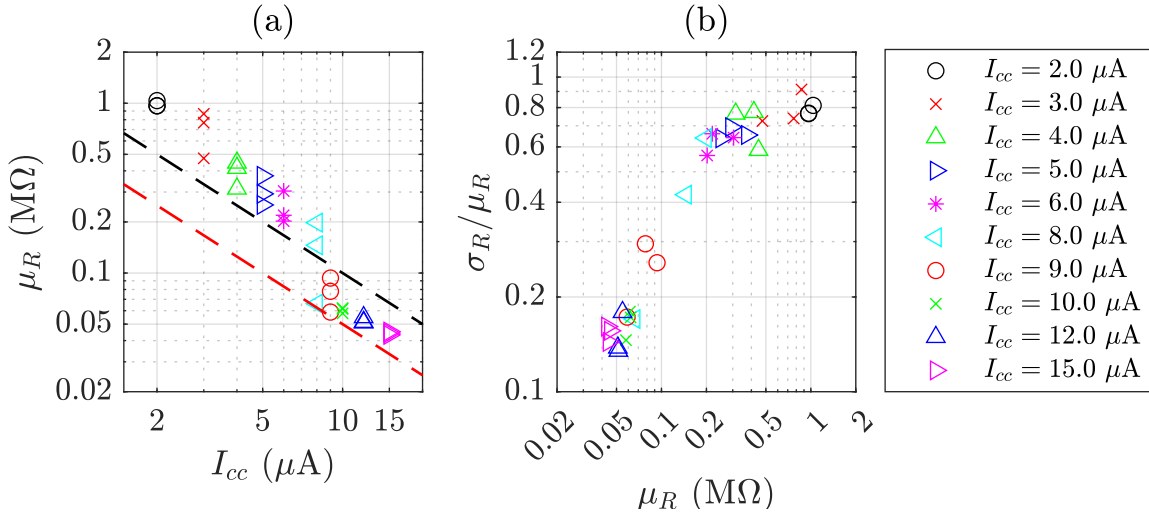 (a)
2
1
0.5
0.2
0.1
0.05
0.02
μR (MΩ)
2 5 10 15
Icc (μA)
(b)
1.2
1
0.8
0.6
0.4
0.2
0.1
σR/μR
0.02 0.05 0.1 0.2 0.5 1 2
μR (MΩ)
Icc = 2.0 μA
Icc = 3.0 μA
Icc = 4.0 μA
Icc = 5.0 μA
Icc = 6.0 μA
Icc = 8.0 μA
Icc = 9.0 μA
Icc = 10.0 μA
Icc = 12.0 μA
Icc = 15.0 μA